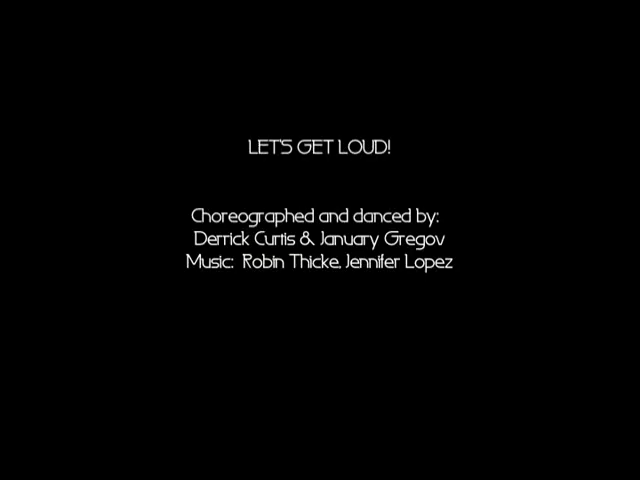 LET'S GET LOUD!
Choreographed and danced by:
Derrick Curtis & January Gregov
Music: Robin Thicke, Jennifer Lopez